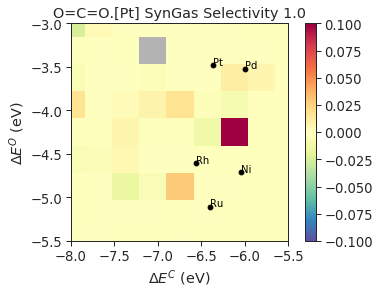 O=C=O.[Pt] SynGas Selectivity 1.0
−3.0
−3.5
−4.0
−4.5
−5.0
−5.5
ΔE^O (eV)
Pt
Pd
Rh
Ni
Ru
−8.0 −7.5 −7.0 −6.5 −6.0 −5.5
ΔE^C (eV)
0.100
0.075
0.050
0.025
0.000
−0.025
−0.050
−0.075
−0.100